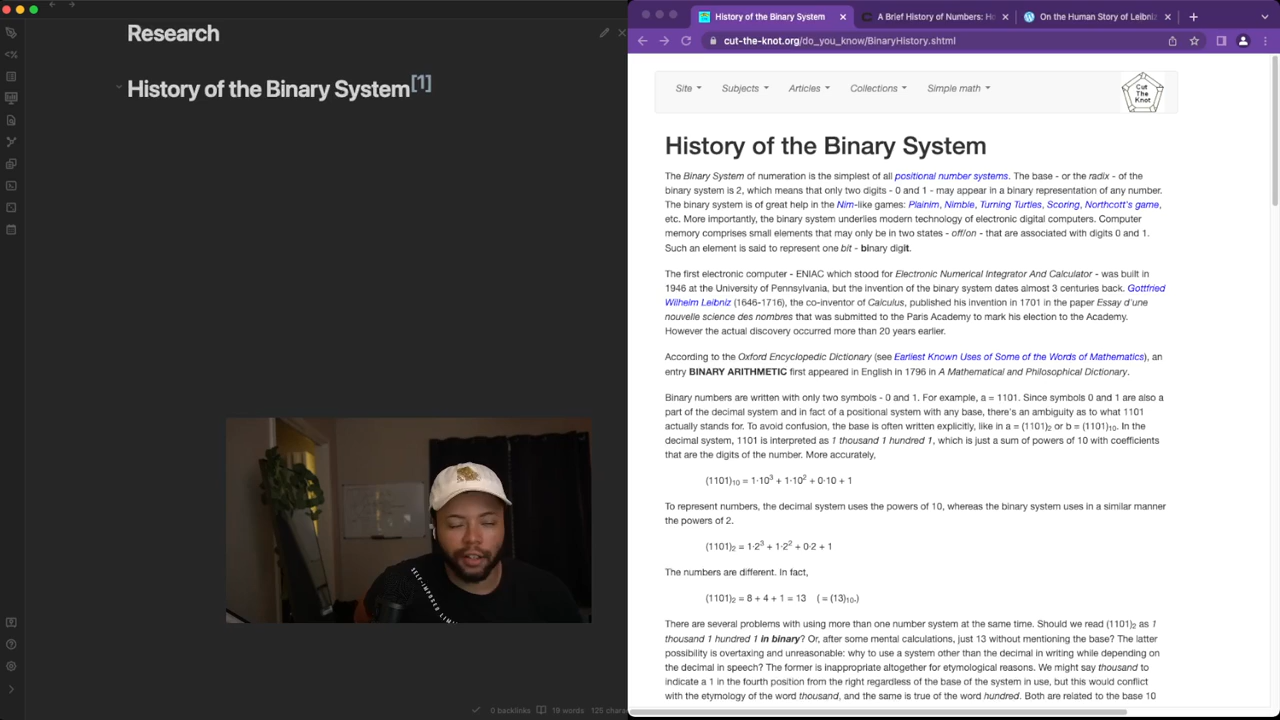 Research
History of the Binary System[1]
0 backlinks 19 words 125 chara
History of the Binary System
A Brief History of Numbers: H
On the Human Story of Leibni
cut-the-knot.org/do_you_know/BinaryHistory.shtml
Site Subjects Articles Collections Simple math
Cut
The
Knot
History of the Binary System
The Binary System of numeration is the simplest of all positional number systems. The base - or the radix - of the
binary system is 2, which means that only two digits - 0 and 1 - may appear in a binary representation of any number.
The binary system is of great help in the Nim-like games: Plainim, Nimble, Turning Turtles, Scoring, Northcott's game,
etc. More importantly, the binary system underlies modern technology of electronic digital computers. Computer
memory comprises small elements that may only be in two states - off/on - that are associated with digits 0 and 1.
Such an element is said to represent one bit - binary digit.
The first electronic computer - ENIAC which stood for Electronic Numerical Integrator And Calculator - was built in
1946 at the University of Pennsylvania, but the invention of the binary system dates almost 3 centuries back. Gottfried
Wilhelm Leibniz (1646-1716), the co-inventor of Calculus, published his invention in 1701 in the paper Essay d'une
nouvelle science des nombres that was submitted to the Paris Academy to mark his election to the Academy.
However the actual discovery occurred more than 20 years earlier.
According to the Oxford Encyclopedic Dictionary (see Earliest Known Uses of Some of the Words of Mathematics), an
entry BINARY ARITHMETIC first appeared in English in 1796 in A Mathematical and Philosophical Dictionary.
Binary numbers are written with only two symbols - 0 and 1. For example, a = 1101. Since symbols 0 and 1 are also a
part of the decimal system and in fact of a positional system with any base, there's an ambiguity as to what 1101
actually stands for. To avoid confusion, the base is often written explicitly, like in a = (1101)₂ or b = (1101)₁₀. In the
decimal system, 1101 is interpreted as 1 thousand 1 hundred 1, which is just a sum of powers of 10 with coefficients
that are the digits of the number. More accurately,
(1101)₁₀ = 1·10³ + 1·10² + 0·10 + 1
To represent numbers, the decimal system uses the powers of 10, whereas the binary system uses in a similar manner
the powers of 2.
(1101)₂ = 1·2³ + 1·2² + 0·2 + 1
The numbers are different. In fact,
(1101)₂ = 8 + 4 + 1 = 13 ( = (13)₁₀.)
There are several problems with using more than one number system at the same time. Should we read (1101)₂ as 1
thousand 1 hundred 1 in binary? Or, after some mental calculations, just 13 without mentioning the base? The latter
possibility is overtaxing and unreasonable: why to use a system other than the decimal in writing while depending on
the decimal in speech? The former is inappropriate altogether for etymological reasons. We might say thousand to
indicate a 1 in the fourth position from the right regardless of the base of the system in use, but this would conflict
with the etymology of the word thousand, and the same is true of the word hundred. Both are related to the base 10
SELF-IMPOSED LIM